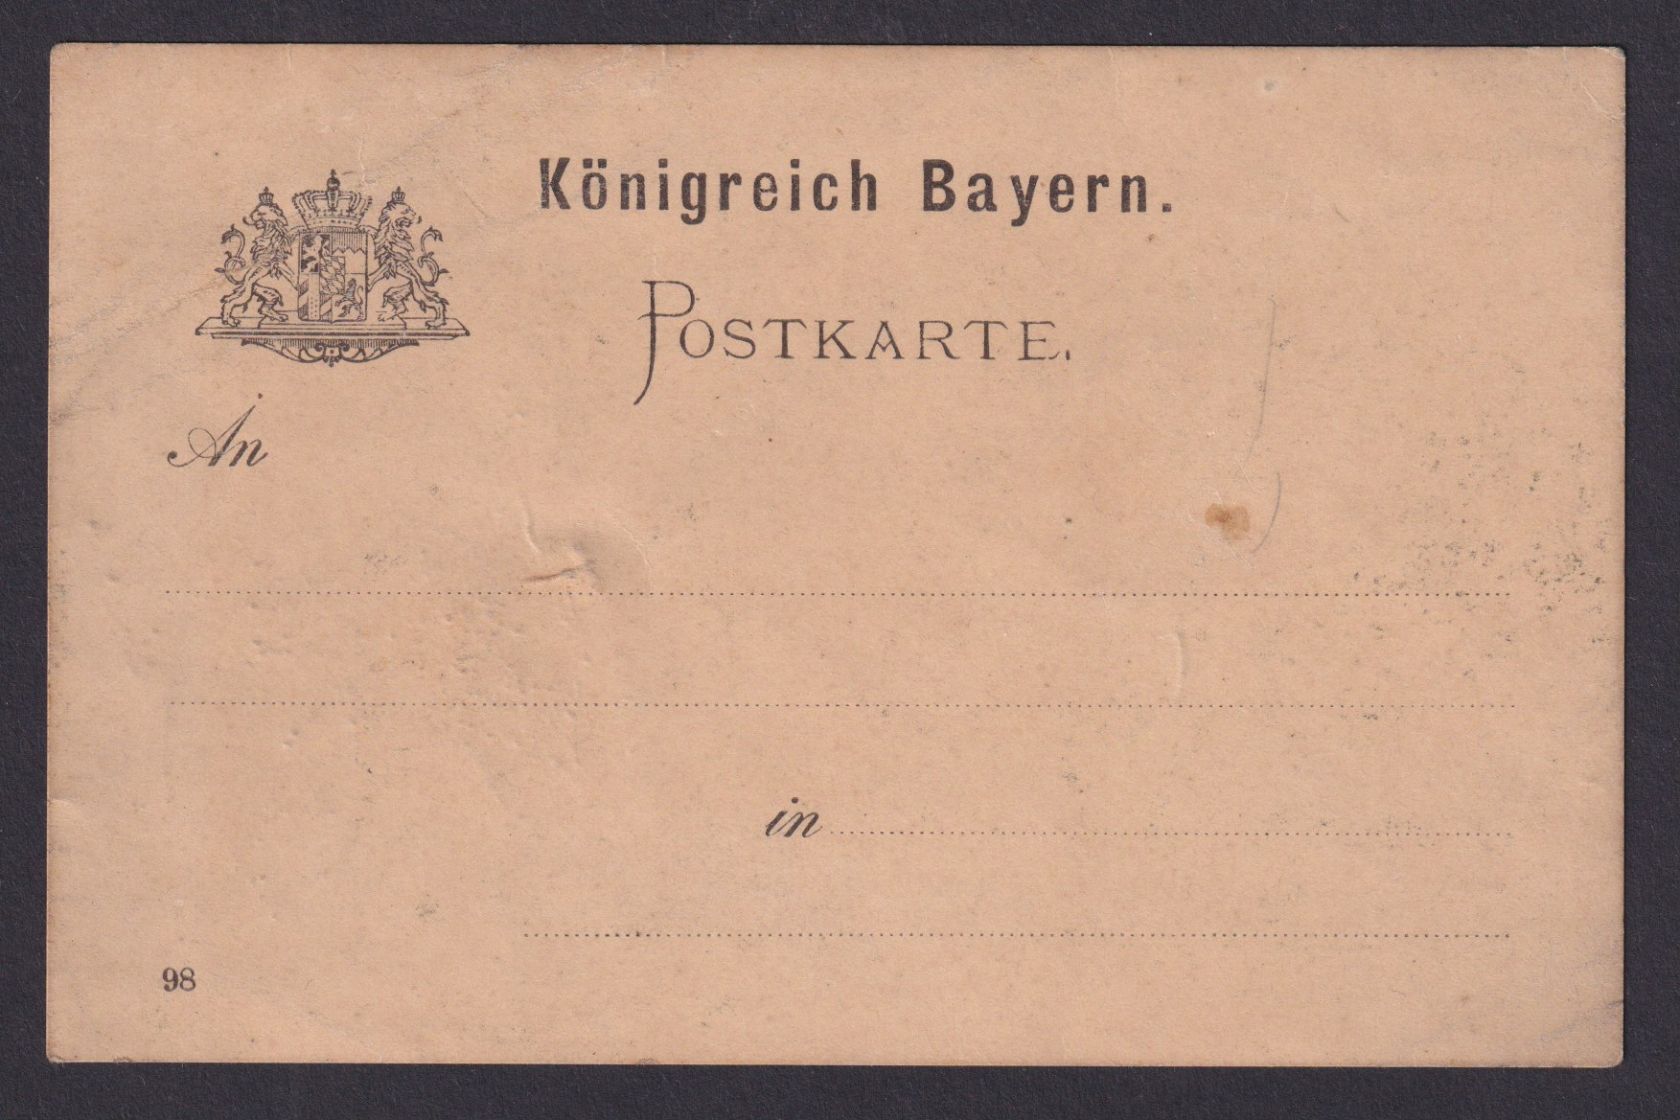 Königreich Bayern.
POSTKARTE.
An
in
98